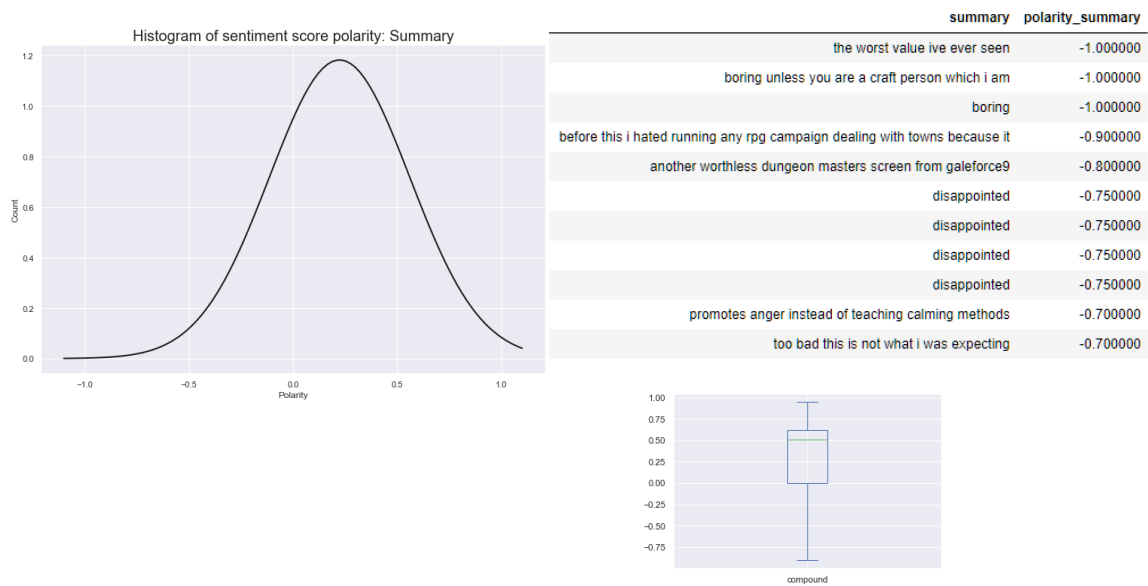 Histogram of sentiment score polarity: Summary
1.2
1.0
0.8
0.6
0.4
0.2
0.0
Count
−1.0 −0.5 0.0 0.5 1.0
Polarity
summary polarity_summary
the worst value ive ever seen -1.000000
boring unless you are a craft person which i am -1.000000
boring -1.000000
before this i hated running any rpg campaign dealing with towns because it -0.900000
another worthless dungeon masters screen from galeforce9 -0.800000
disappointed -0.750000
disappointed -0.750000
disappointed -0.750000
disappointed -0.750000
promotes anger instead of teaching calming methods -0.700000
too bad this is not what i was expecting -0.700000
1.00
0.75
0.50
0.25
0.00
−0.25
−0.50
−0.75
compound